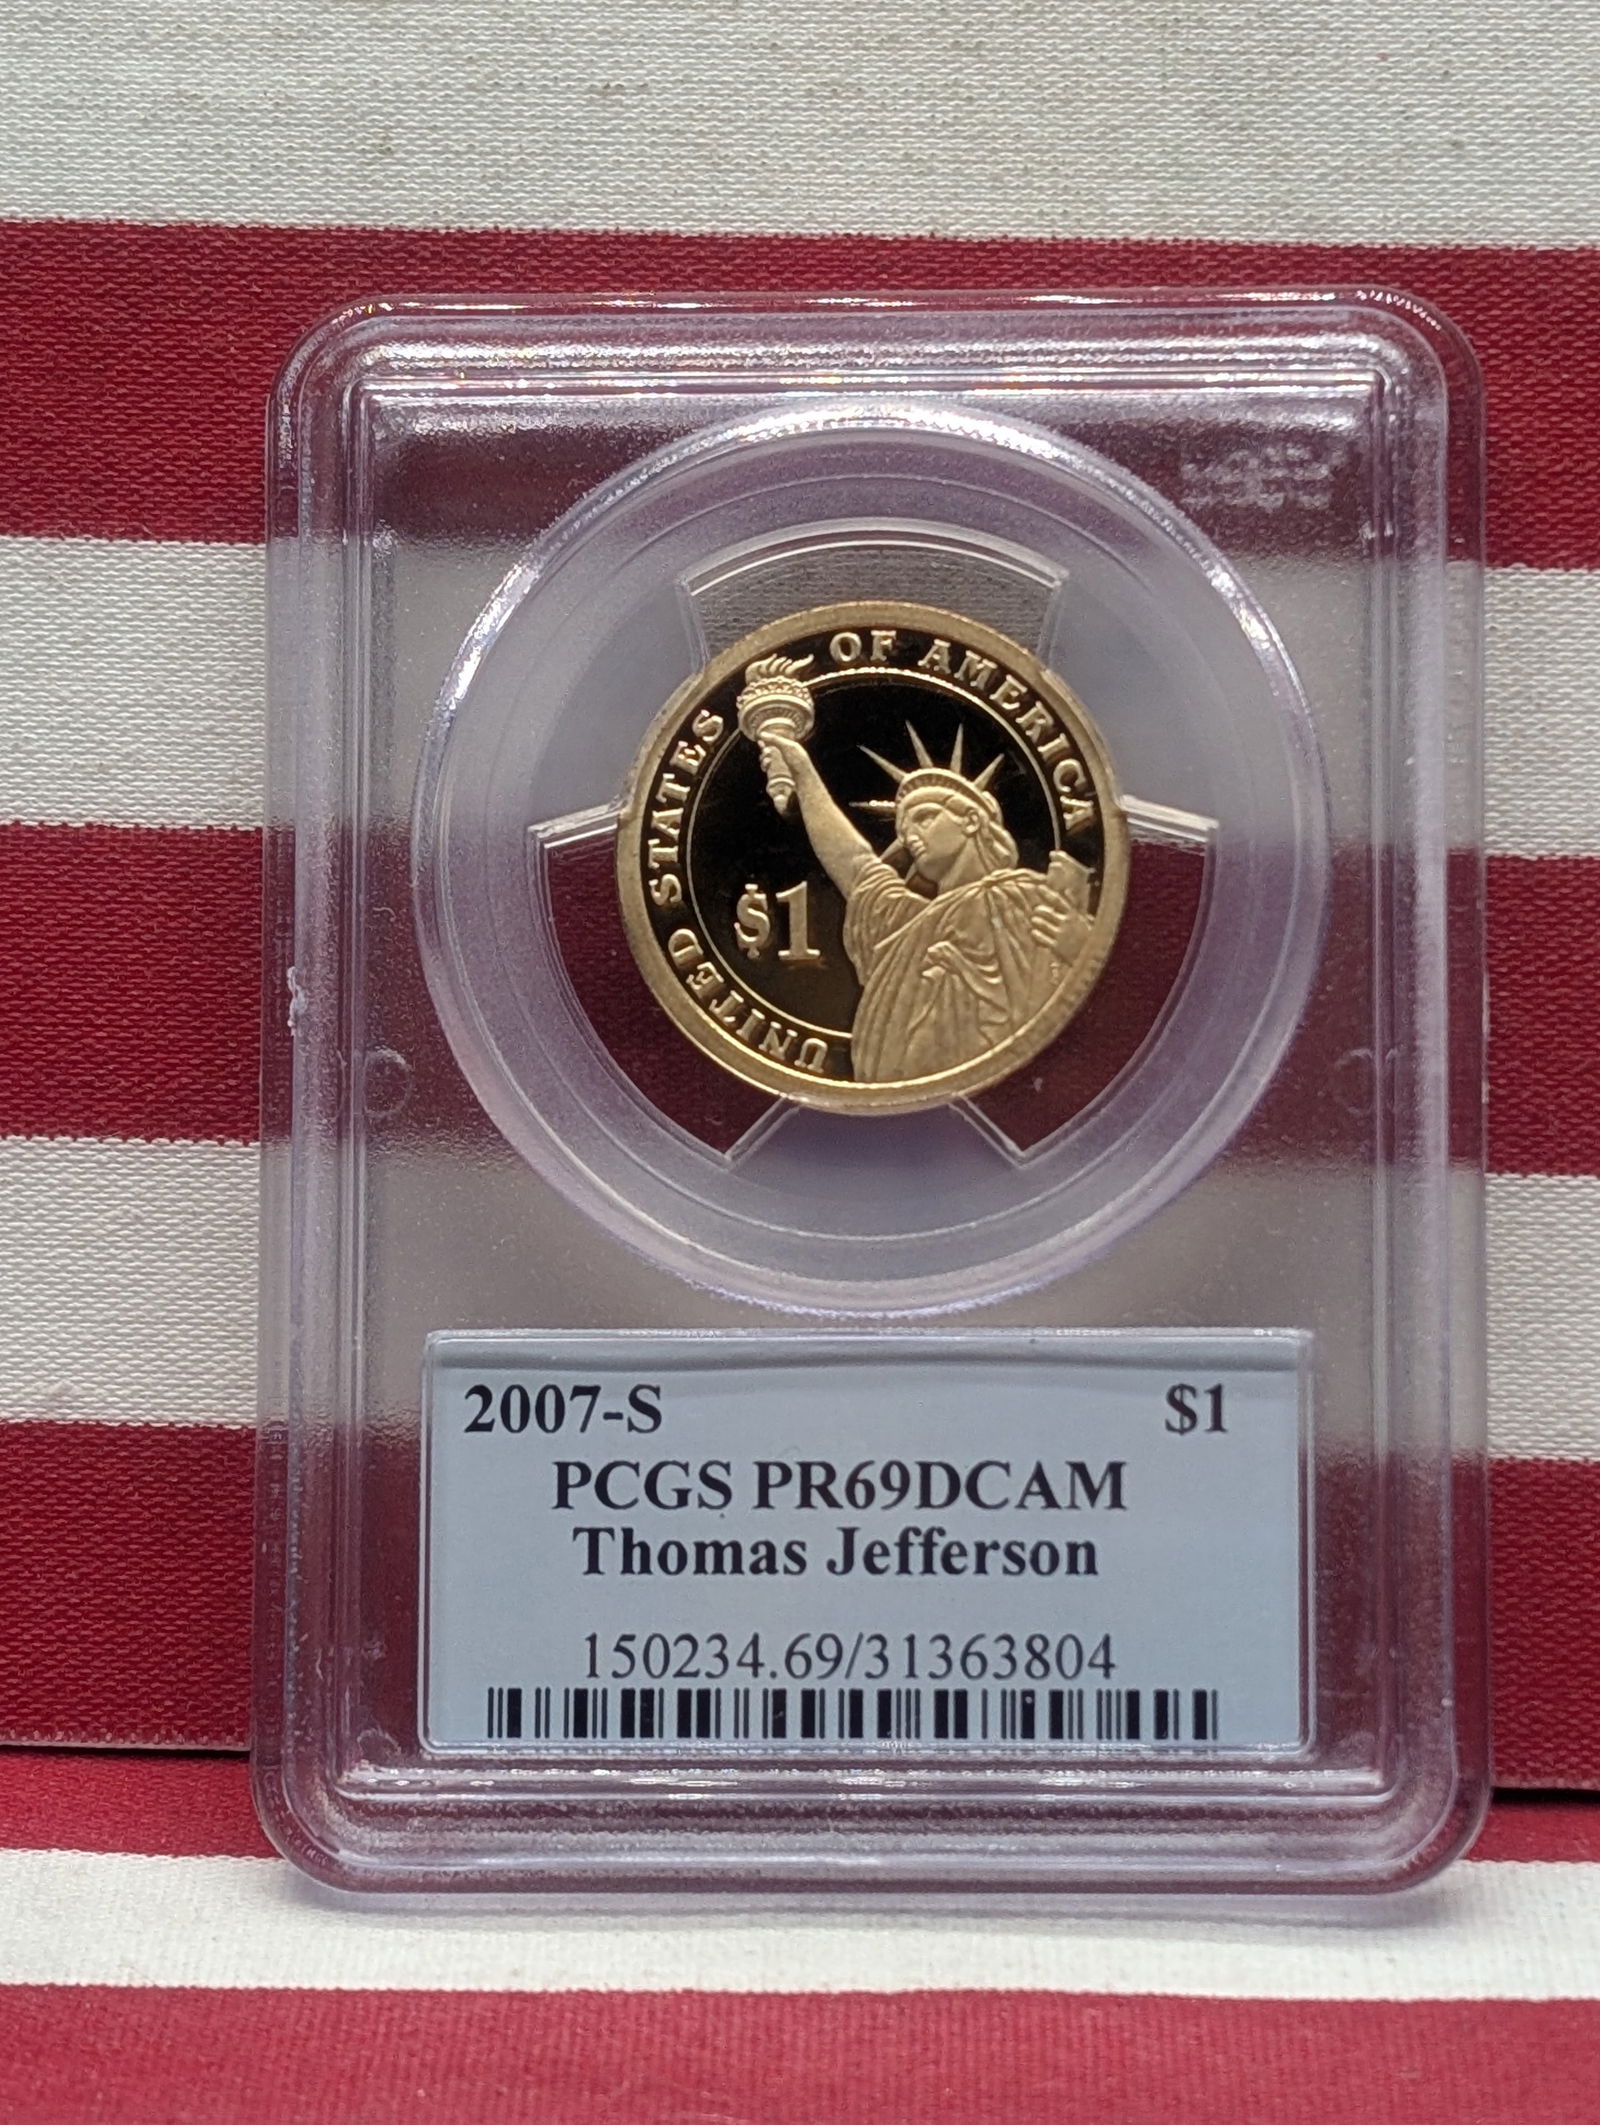 UNITED STATES OF AMERICA
$1
2007-S $1
PCGS PR69DCAM
Thomas Jefferson
150234.69/31363804